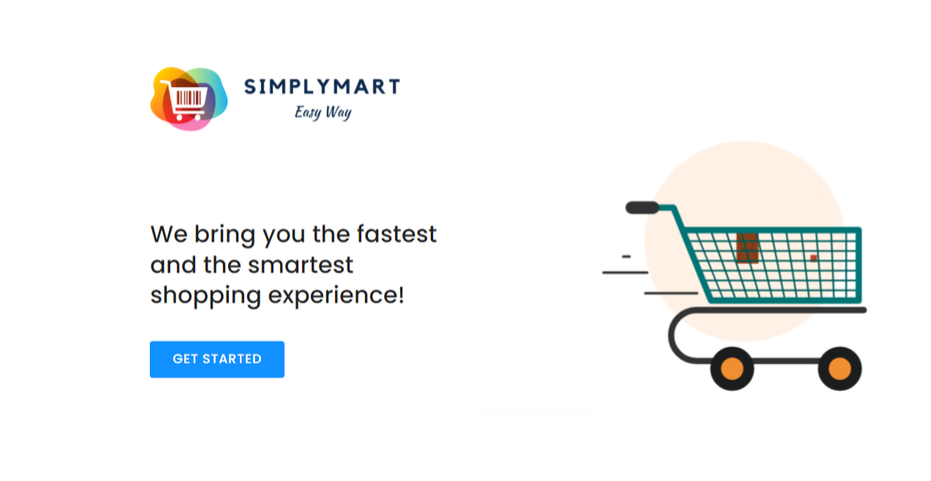 SIMPLYMART
Easy Way
We bring you the fastest
and the smartest
shopping experience!
GET STARTED